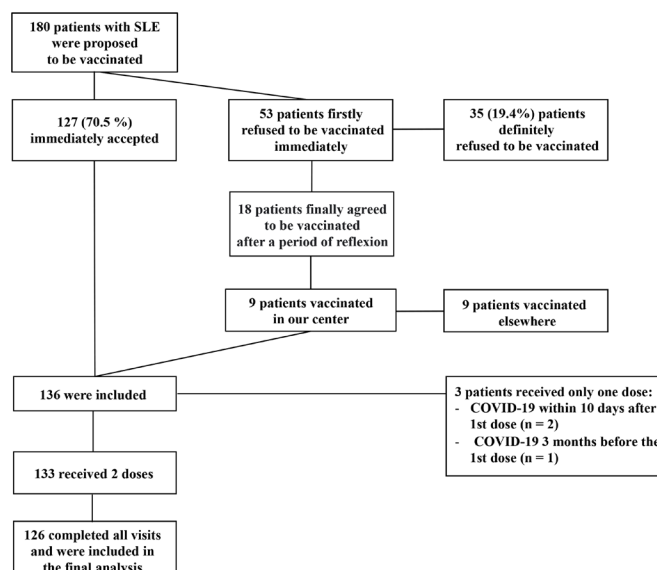 180 patients with SLE
were proposed
to be vaccinated
127 (70.5 %)
immediately accepted
53 patients firstly
refused to be vaccinated
immediately
35 (19.4%) patients
definitely
refused to be vaccinated
18 patients finally agreed
to be vaccinated
after a period of reflexion
9 patients vaccinated
in our center
9 patients vaccinated
elsewhere
136 were included
3 patients received only one dose:
- COVID-19 within 10 days after
1st dose (n = 2)
- COVID-19 3 months before the
1st dose (n = 1)
133 received 2 doses
126 completed all visits
and were included in
the final analysis